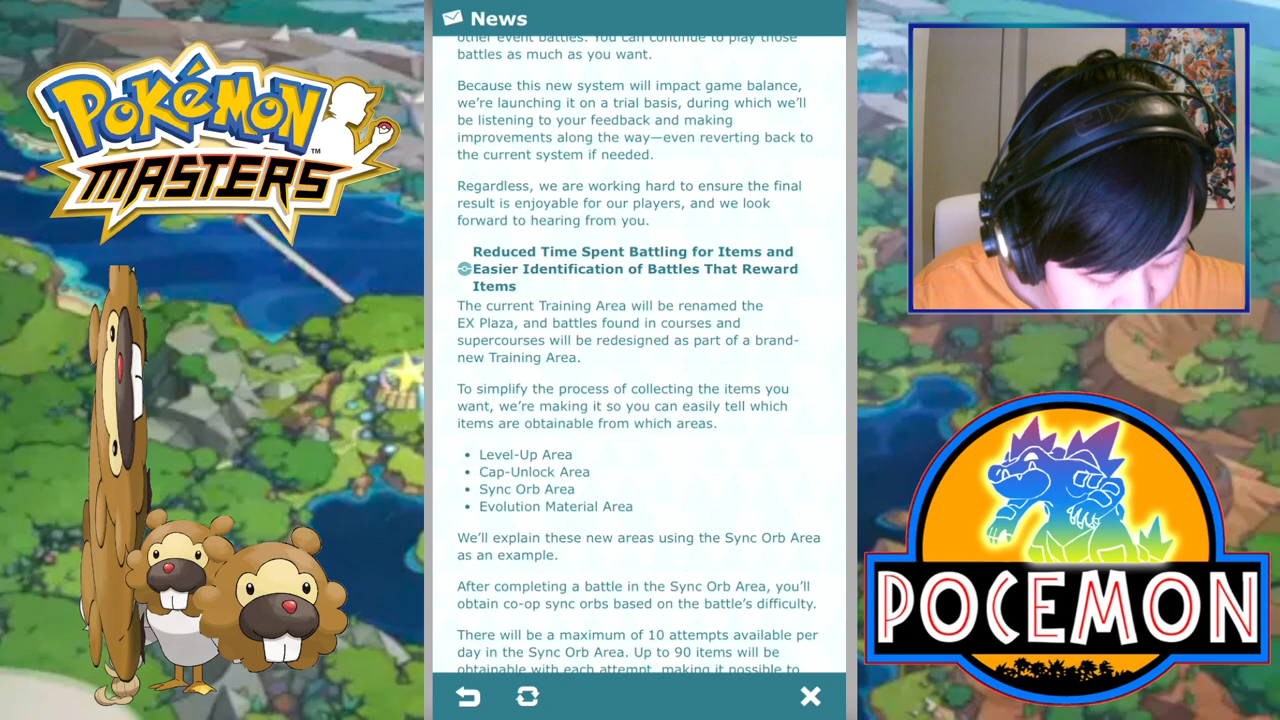 POKéMON
™
MASTERS
News
other event battles. You can continue to play those
battles as much as you want.
Because this new system will impact game balance,
we’re launching it on a trial basis, during which we’ll
be listening to your feedback and making
improvements along the way—even reverting back to
the current system if needed.
Regardless, we are working hard to ensure the final
result is enjoyable for our players, and we look
forward to hearing from you.
Reduced Time Spent Battling for Items and
Easier Identification of Battles That Reward
Items
The current Training Area will be renamed the
EX Plaza, and battles found in courses and
supercourses will be redesigned as part of a brand-
new Training Area.
To simplify the process of collecting the items you
want, we’re making it so you can easily tell which
items are obtainable from which areas.
• Level-Up Area
• Cap-Unlock Area
• Sync Orb Area
• Evolution Material Area
We’ll explain these new areas using the Sync Orb Area
as an example.
After completing a battle in the Sync Orb Area, you’ll
obtain co-op sync orbs based on the battle’s difficulty.
There will be a maximum of 10 attempts available per
day in the Sync Orb Area. Up to 90 items will be
obtainable with each attempt, making it possible to
POCEMON